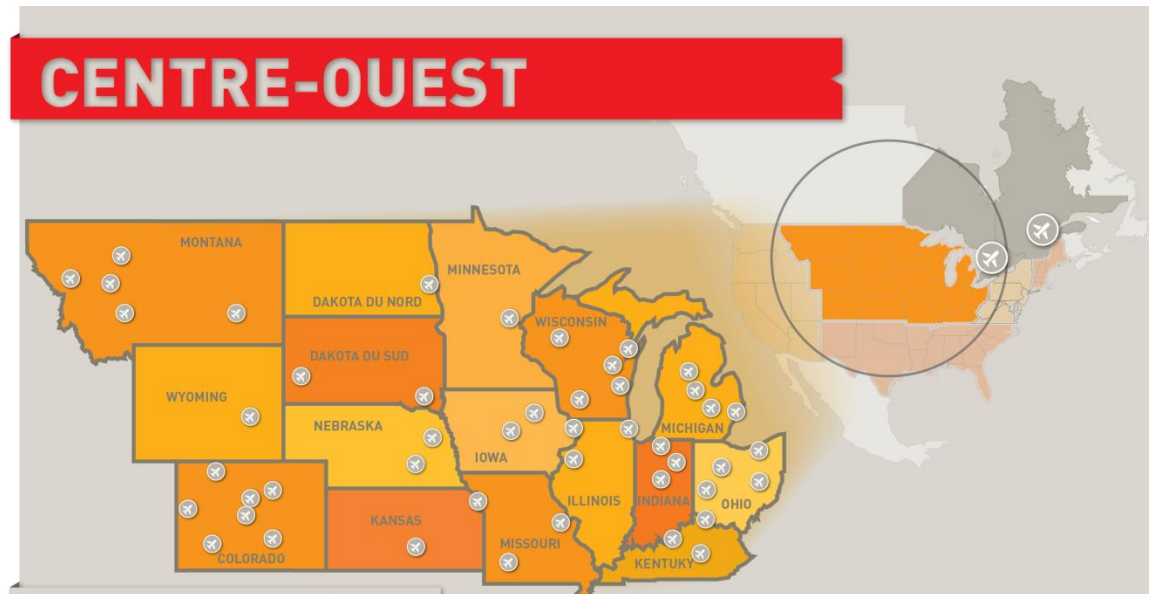 CENTRE-OUEST
MONTANA
MINNESOTA
DAKOTA DU NORD
WISCONSIN
DAKOTA DU SUD
WYOMING
NEBRASKA
MICHIGAN
IOWA
ILLINOIS
INDIANA
OHIO
KANSAS
MISSOURI
COLORADO
KENTUKY